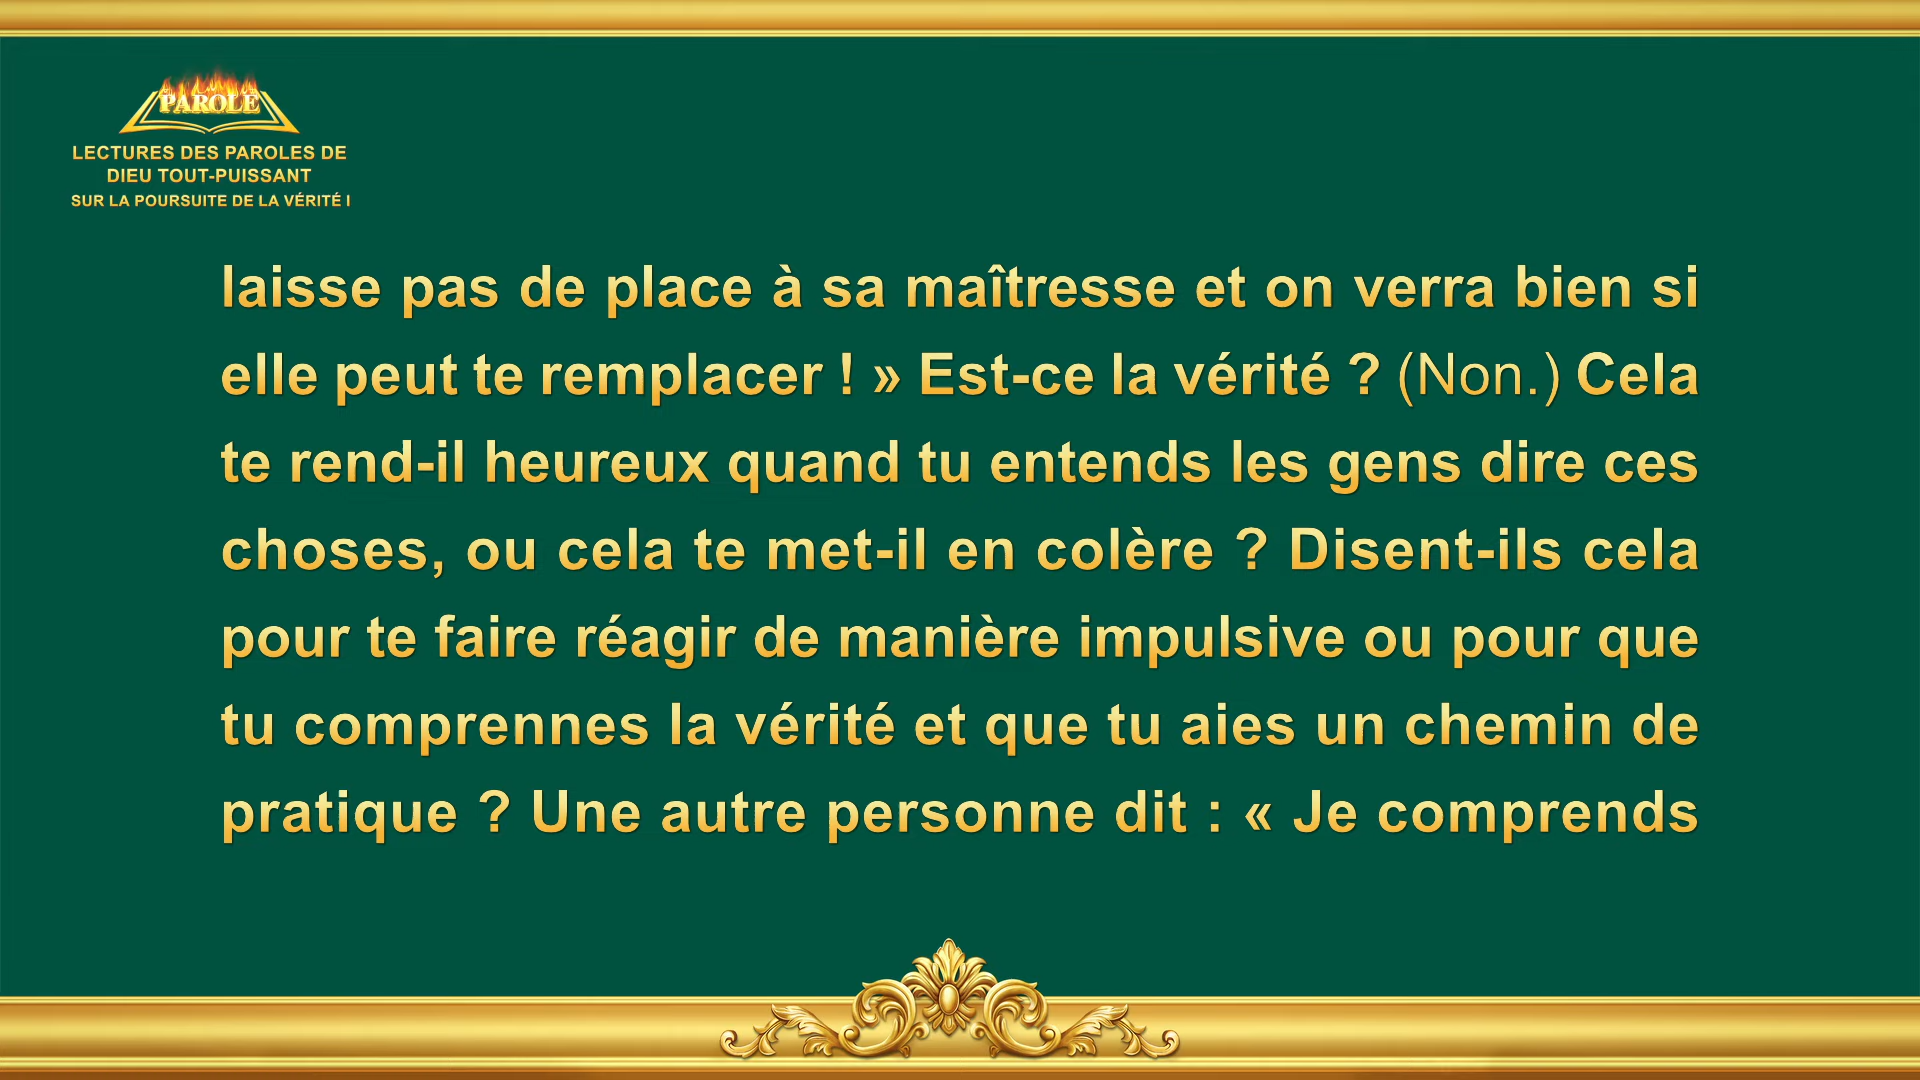 PAROLE
LECTURES DES PAROLES DE
DIEU TOUT-PUISSANT
SUR LA POURSUITE DE LA VÉRITÉ I
laisse pas de place à sa maîtresse et on verra bien si
elle peut te remplacer ! » Est-ce la vérité ? (Non.) Cela
te rend-il heureux quand tu entends les gens dire ces
choses, ou cela te met-il en colère ? Disent-ils cela
pour te faire réagir de manière impulsive ou pour que
tu comprennes la vérité et que tu aies un chemin de
pratique ? Une autre personne dit : « Je comprends